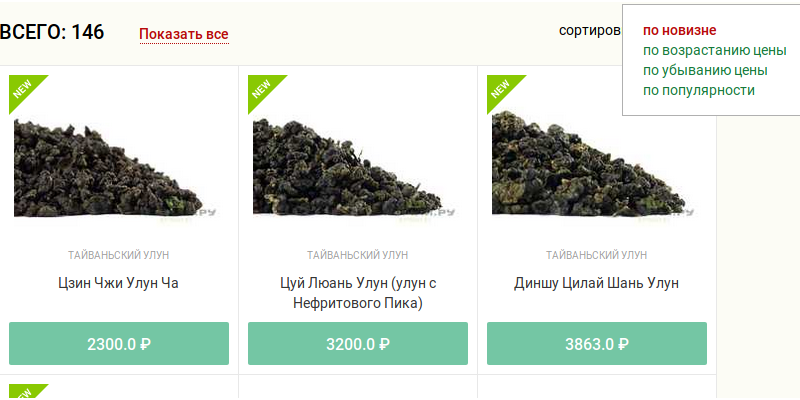 ВСЕГО: 146
Показать все
сортиров
по новизне
по возрастанию цены
по убыванию цены
по популярности
NEW
NEW
NEW
ТАЙВАНЬСКИЙ УЛУН
Цзин Чжи Улун Ча
2300.0 ₽
ТАЙВАНЬСКИЙ УЛУН
Цуй Люань Улун (улун с
Нефритового Пика)
3200.0 ₽
ТАЙВАНЬСКИЙ УЛУН
Диншу Цилай Шань Улун
3863.0 ₽
NEW